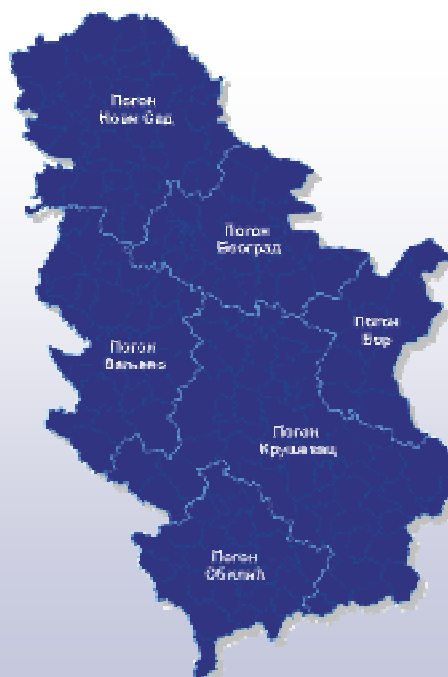 Погон
Нови Сад
Погон
Београд
Погон
Бор
Погон
Ваљево
Погон
Крушевац
Погон
Обилић